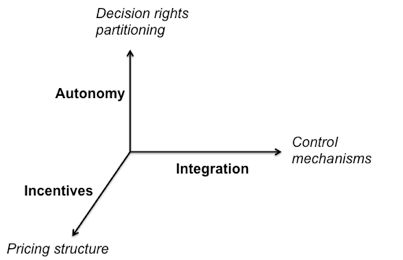 Decision rights
partitioning
Autonomy
Control
mechanisms
Integration
Incentives
Pricing structure